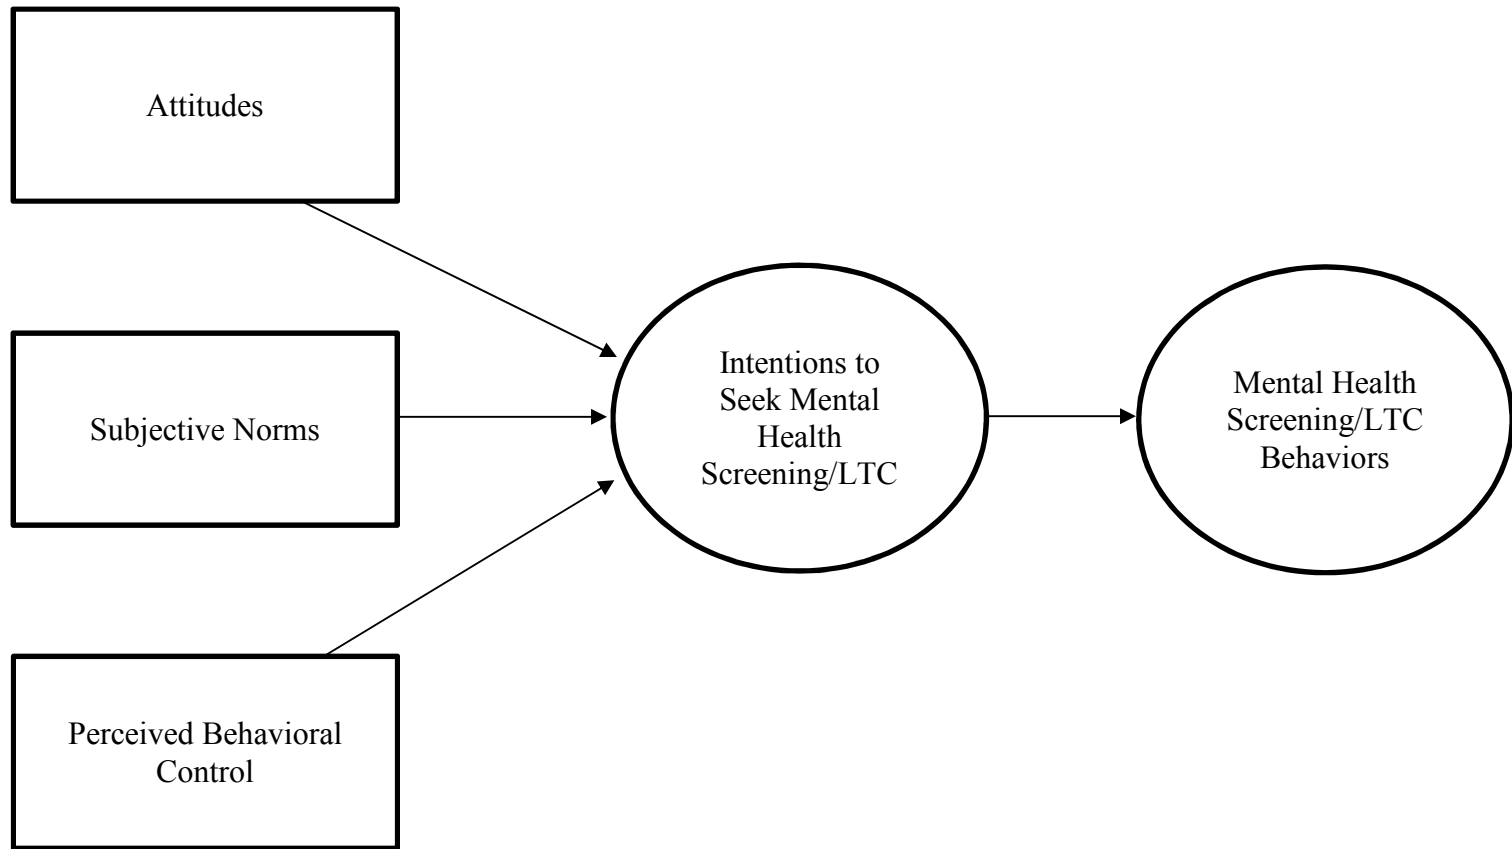 Attitudes
Subjective Norms
Perceived Behavioral
Control
Intentions to
Seek Mental
Health
Screening/LTC
Mental Health
Screening/LTC
Behaviors